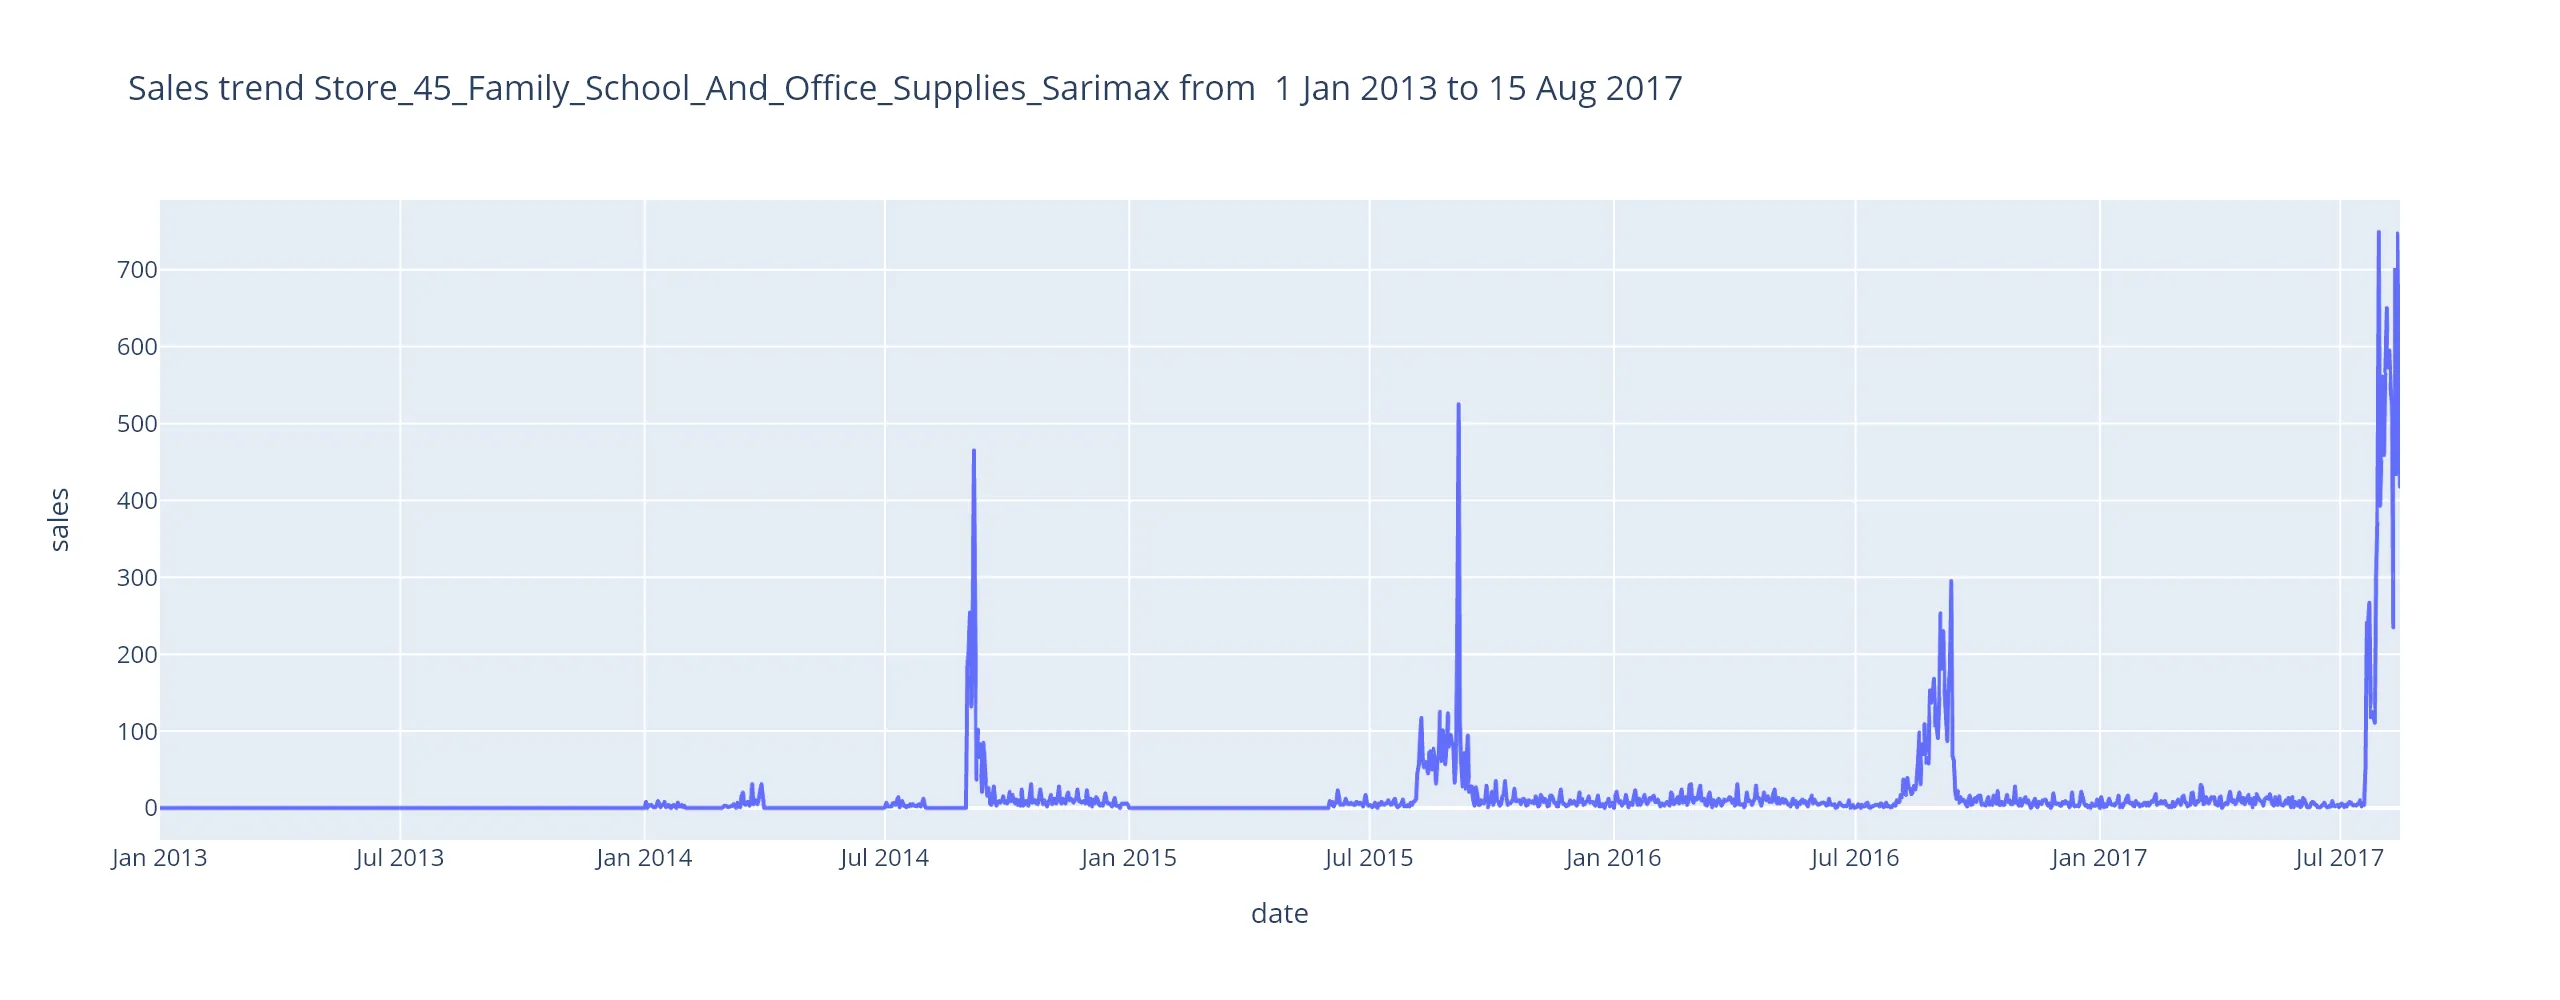 Sales trend Store_45_Family_School_And_Office_Supplies_Sarimax from  1 Jan 2013 to 15 Aug 2017
700
600
500
400
300
200
100
0
sales
Jan 2013 Jul 2013 Jan 2014 Jul 2014 Jan 2015 Jul 2015 Jan 2016 Jul 2016 Jan 2017 Jul 2017
date